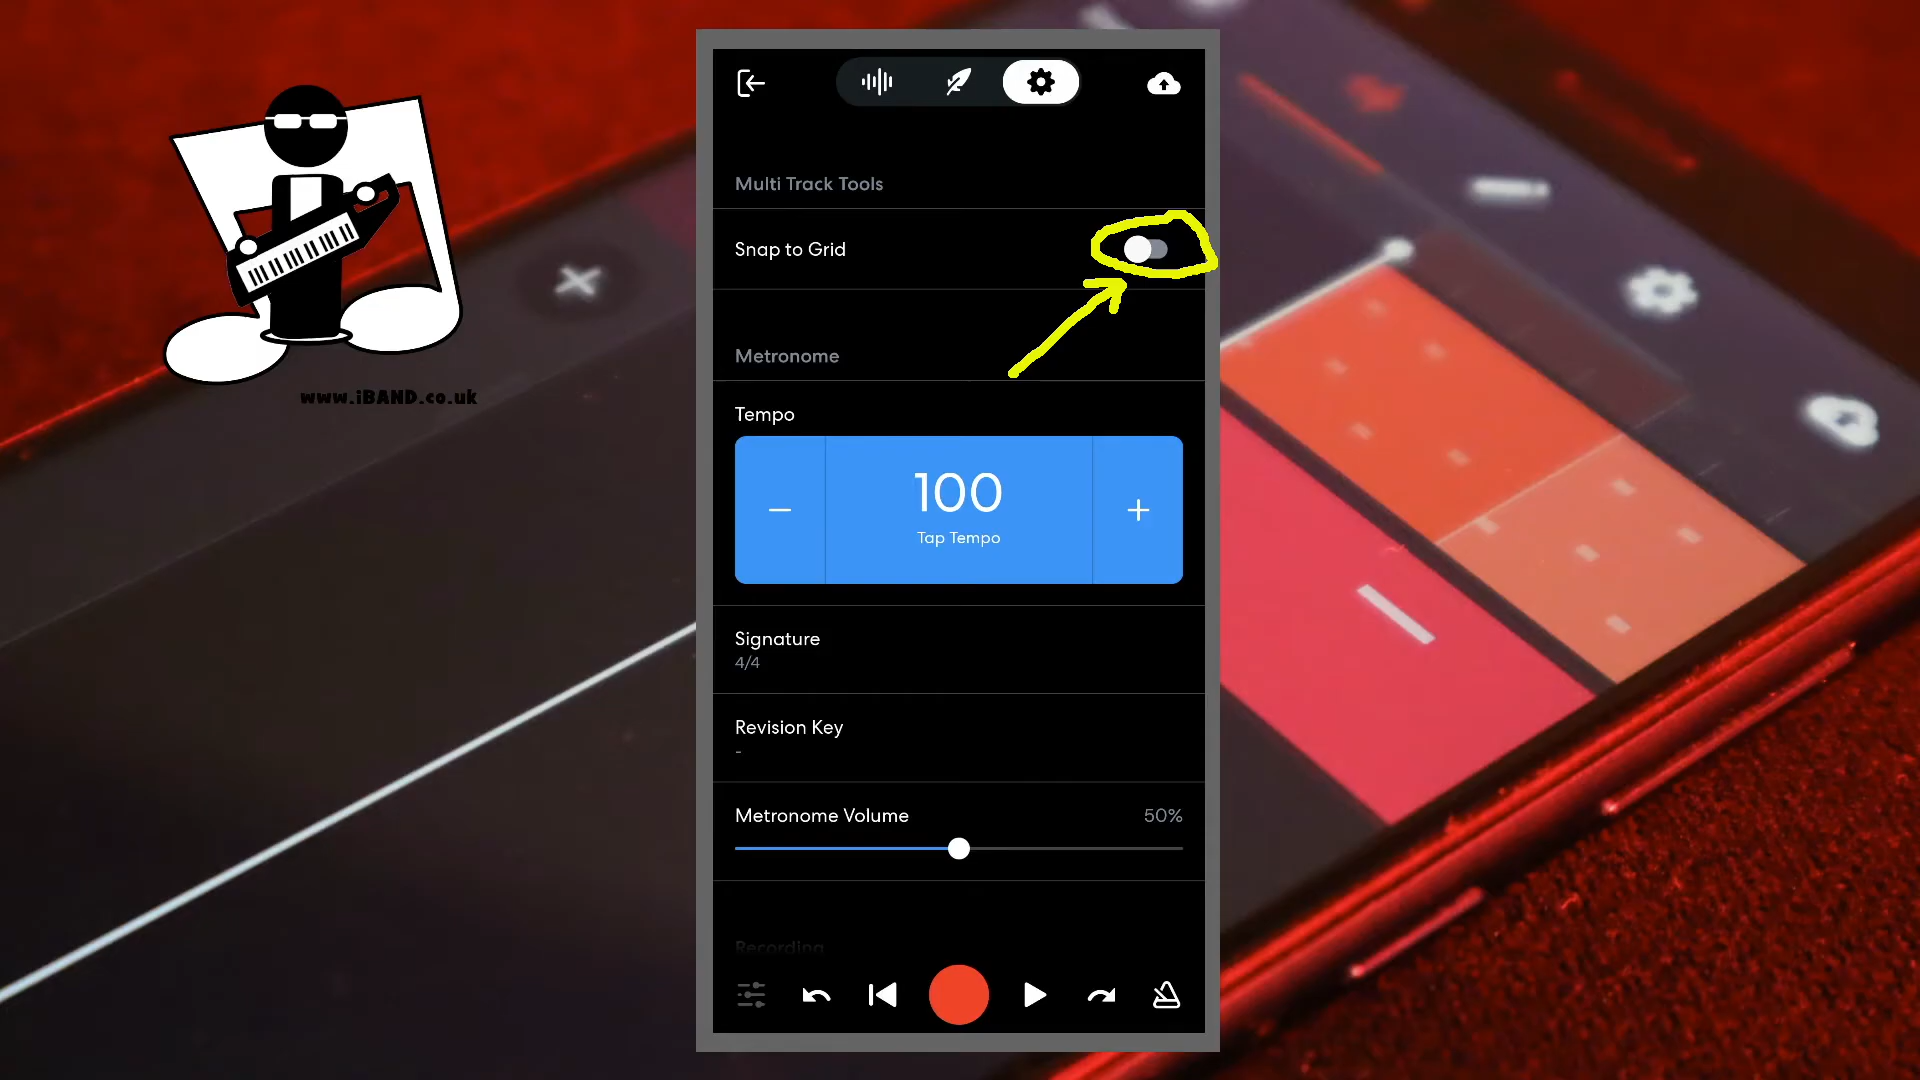 www.iBAND.co.uk
Multi Track Tools
Snap to Grid
Metronome
Tempo
100
Tap Tempo
Signature
4/4
Revision Key
-
Metronome Volume
50%
Recording